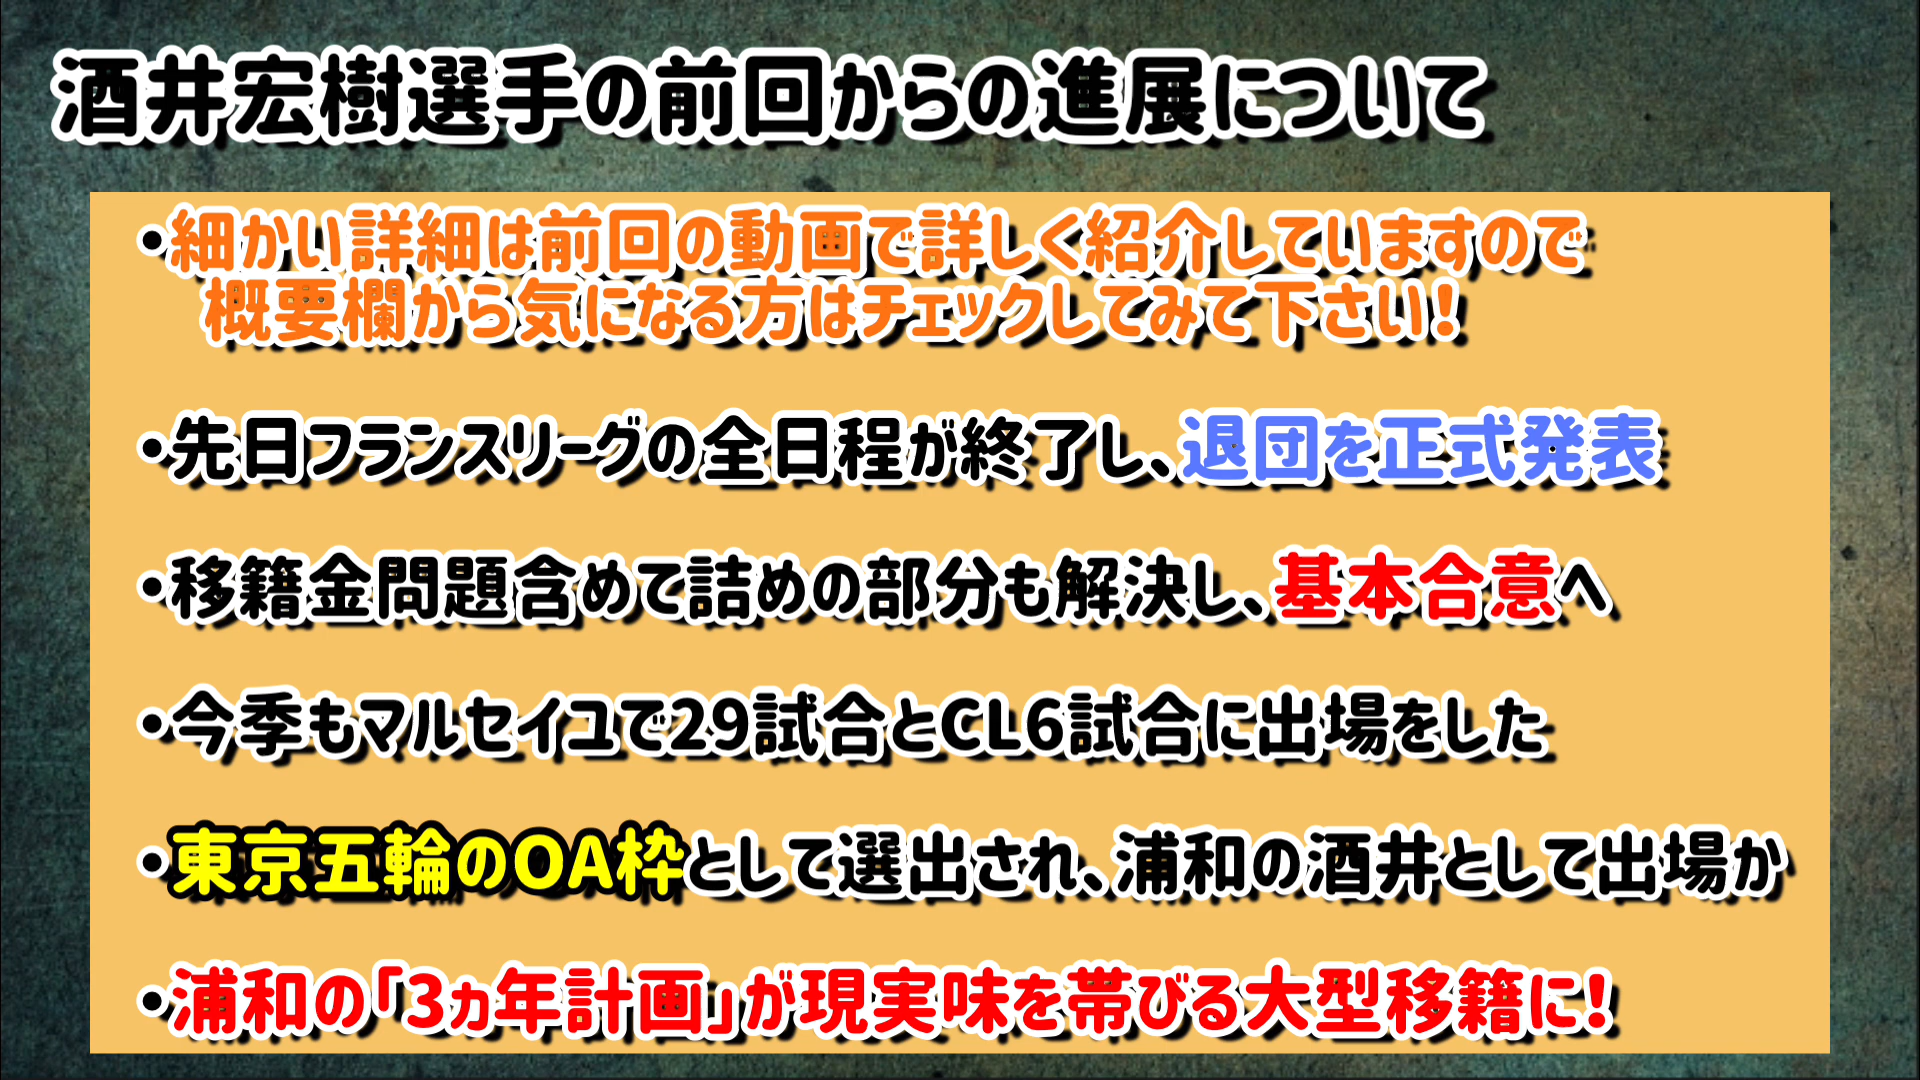 酒井宏樹選手の前回からの進展について
・細かい詳細は前回の動画で詳しく紹介していますので
概要欄から気になる方はチェックしてみて下さい!
・先日フランスリーグの全日程が終了し、退団を正式発表
・移籍金問題含めて詰めの部分も解決し、基本合意へ
・今季もマルセイユで29試合とCL6試合に出場をした
・東京五輪のOA枠として選出され、浦和の酒井として出場か
・浦和の「3ヵ年計画」が現実味を帯びる大型移籍に!